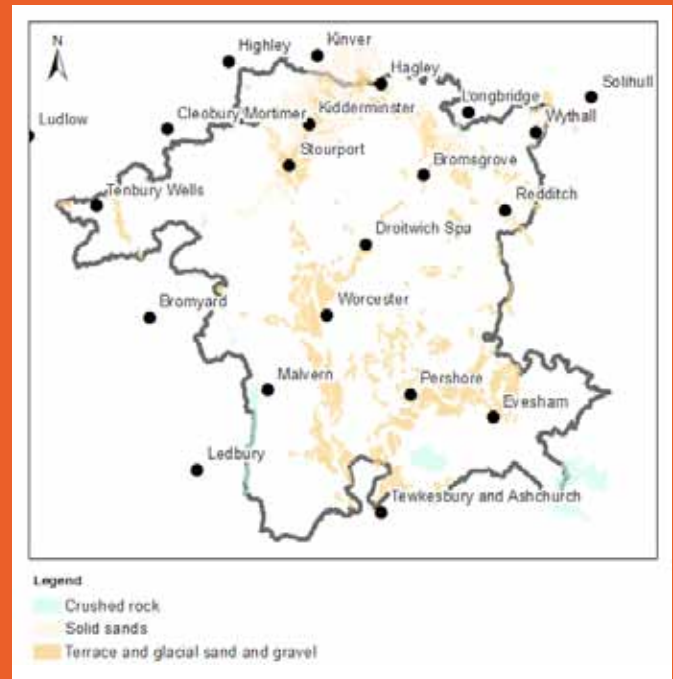 N
Highley
Kinver
Hagley
Solihull
Longbridge
Ludlow
Cleobury Mortimer
Kidderminster
Wythall
Stourport
Bromsgrove
Tenbury Wells
Redditch
Droitwich Spa
Bromyard
Worcester
Malvern
Pershore
Evesham
Ledbury
Tewkesbury and Ashchurch
Legend
Crushed rock
Solid sands
Terrace and glacial sand and gravel